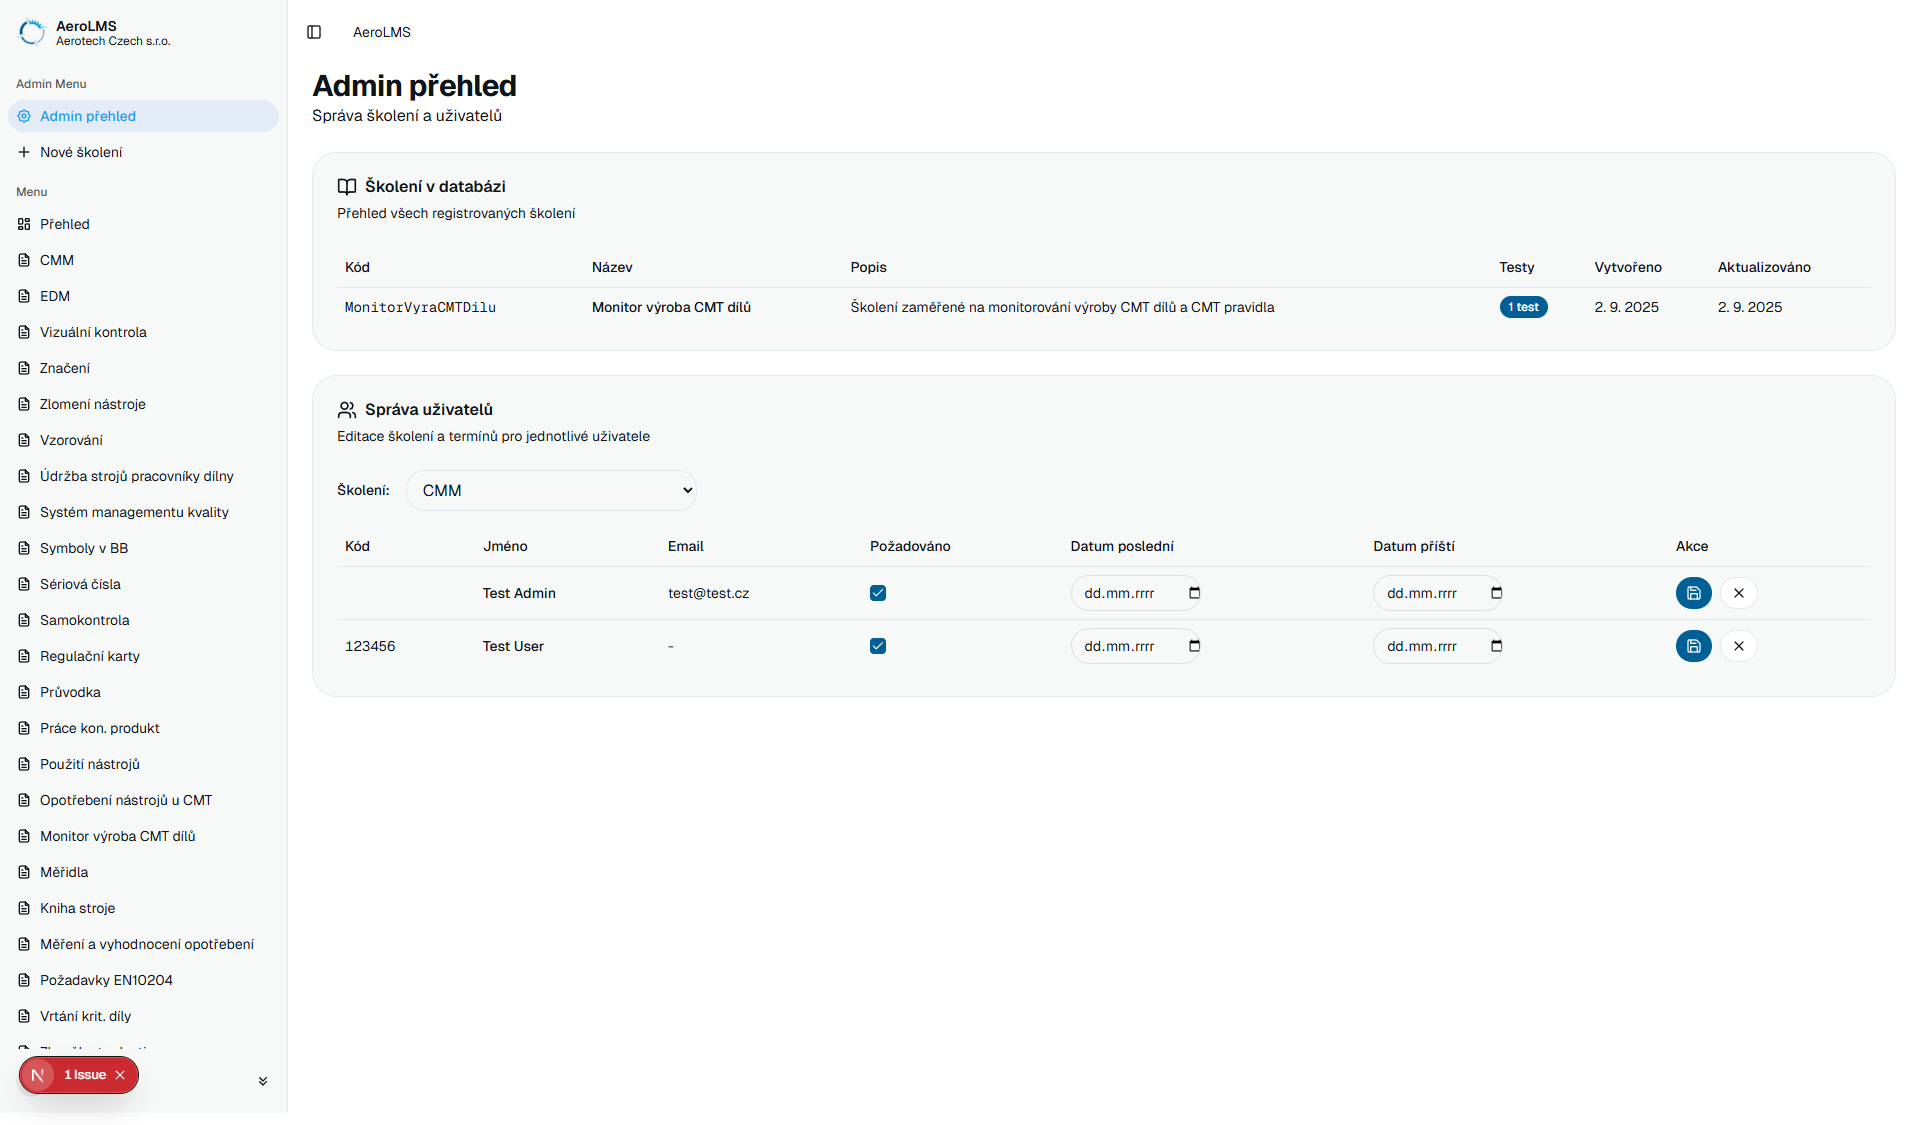 AeroLMS
Aerotech Czech s.r.o.
Admin Menu
Admin přehled
Nové školení
Menu
Přehled
CMM
EDM
Vizuální kontrola
Značení
Zlomení nástroje
Vzorování
Údržba strojů pracovníky dílny
Systém managementu kvality
Symboly v BB
Sériová čísla
Samokontrola
Regulační karty
Průvodka
Práce kon. produkt
Použití nástrojů
Opotřebení nástrojů u CMT
Monitor výroba CMT dílů
Měřidla
Kniha stroje
Měření a vyhodnocení opotřebení
Požadavky EN10204
Vrtání krit. díly
N 1 Issue
AeroLMS
Admin přehled
Správa školení a uživatelů
Školení v databázi
Přehled všech registrovaných školení
Kód Název Popis Testy Vytvořeno Aktualizováno
MonitorVyraCMTDilu Monitor výroba CMT dílů Školení zaměřené na monitorování výroby CMT dílů a CMT pravidla 1 test 2. 9. 2025 2. 9. 2025
Správa uživatelů
Editace školení a termínů pro jednotlivé uživatele
Školení: CMM
Kód Jméno Email Požadováno Datum poslední Datum příští Akce
Test Admin test@test.cz dd.mm.rrrr dd.mm.rrrr
123456 Test User - dd.mm.rrrr dd.mm.rrrr